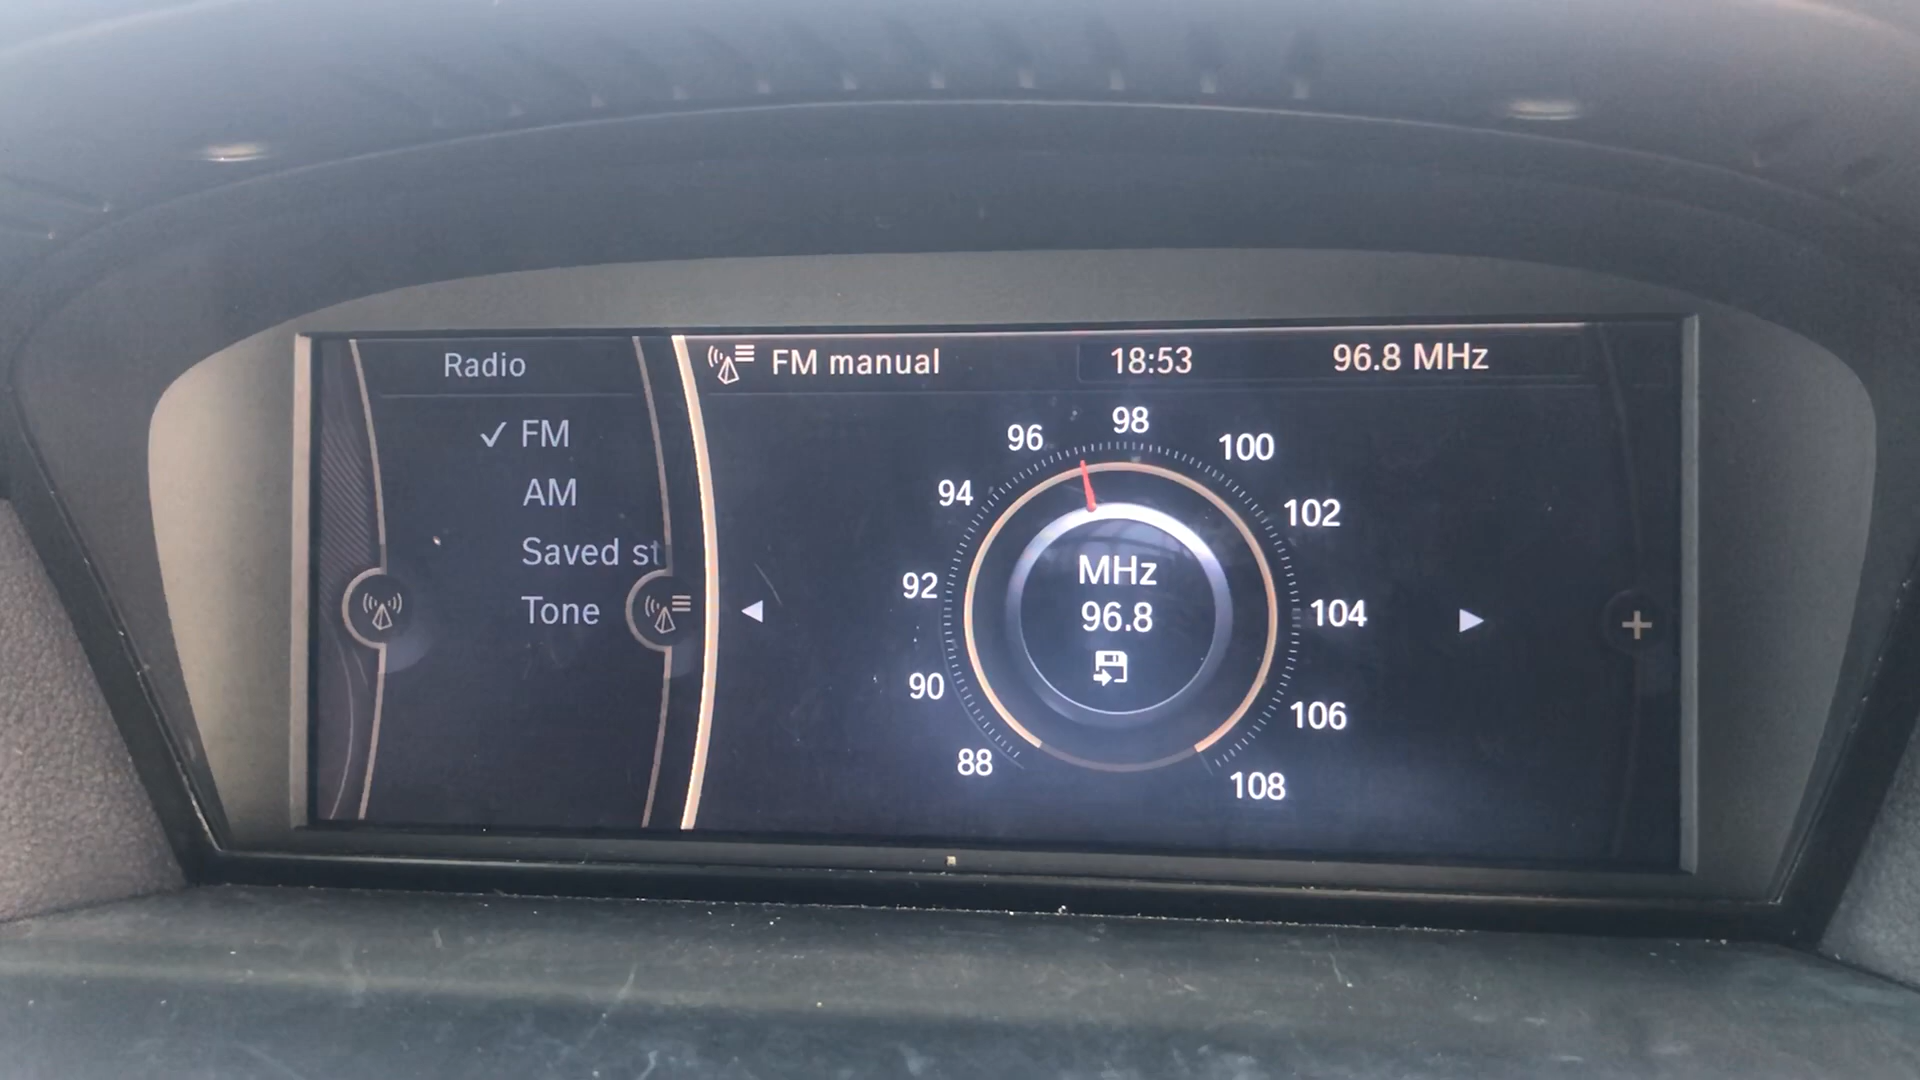 Radio
FM manual
18:53
96.8 MHz
✓ FM
AM
Saved st
Tone
88
90
92
94
96
98
100
102
104
106
108
MHz
96.8